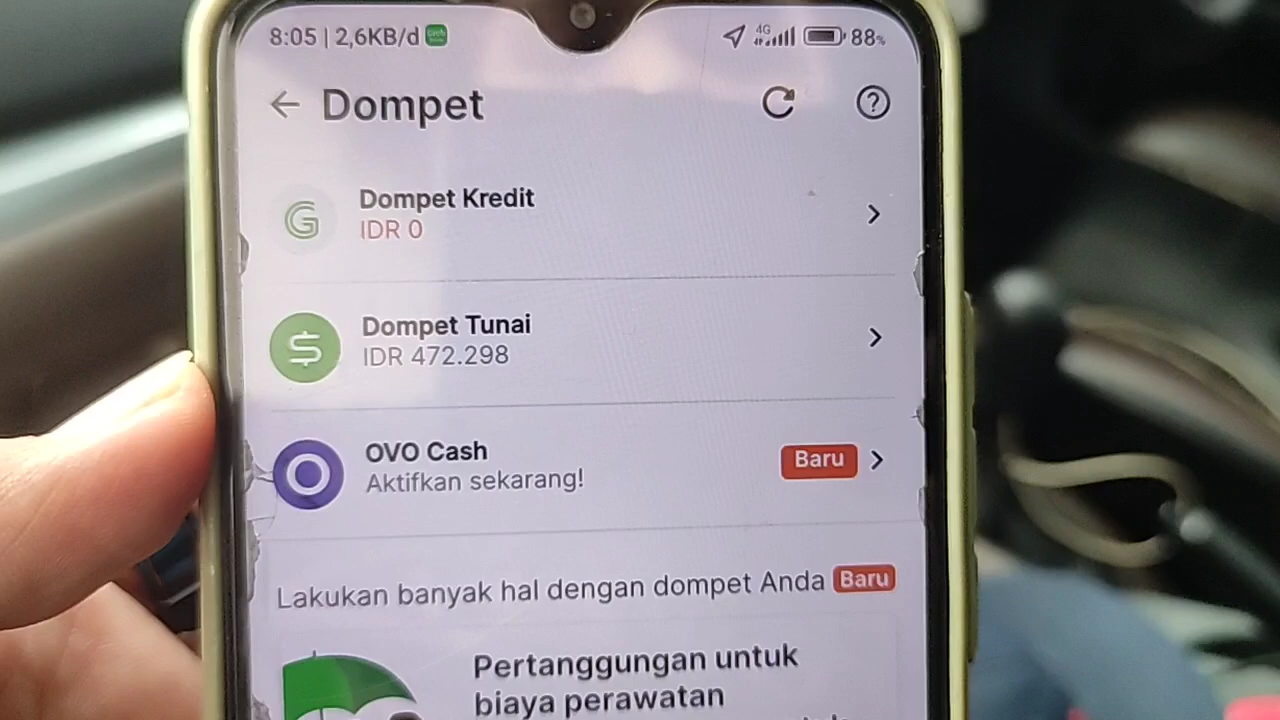 8:05 | 2,6KB/d
4G
88%
Dompet
Dompet Kredit
IDR 0
Dompet Tunai
IDR 472.298
OVO Cash
Aktifkan sekarang!
Baru
Lakukan banyak hal dengan dompet Anda Baru
Pertanggungan untuk
biaya perawatan